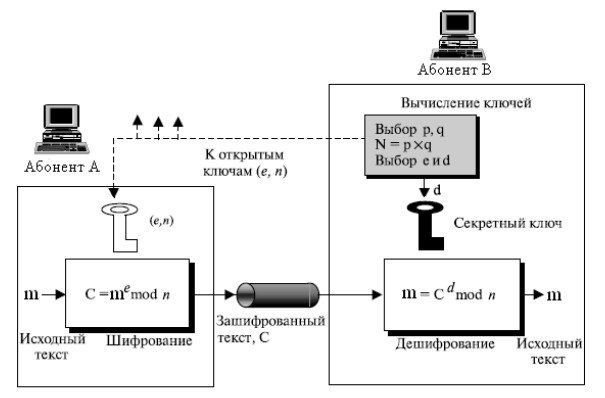 Абонент B
Абонент A
Вычисление ключей
Выбор p, q
N = p ×q
Выбор e и d
К открытым
ключам (e, n)
d
(e,n)
Секретный ключ
m
C =m^e mod n
m = C^d mod n
m
Исходный
текст
Шифрование
Зашифрованный
текст, C
Дешифрование
Исходный
текст